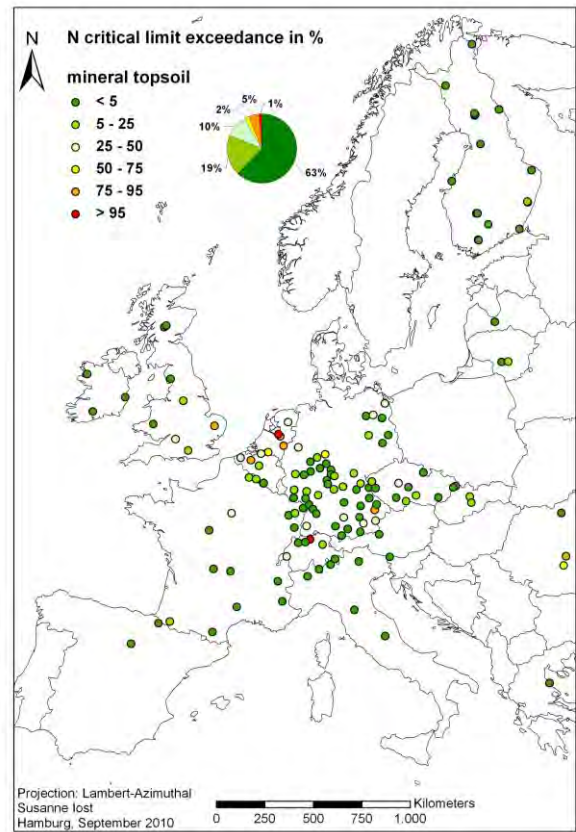 N
N critical limit exceedance in %
mineral topsoil
< 5
5 - 25
25 - 50
50 - 75
75 - 95
> 95
5%
1%
2%
10%
19%
63%
Projection: Lambert-Azimuthal
Susanne Iost
Hamburg, September 2010
Kilometers
0 250 500 750 1.000